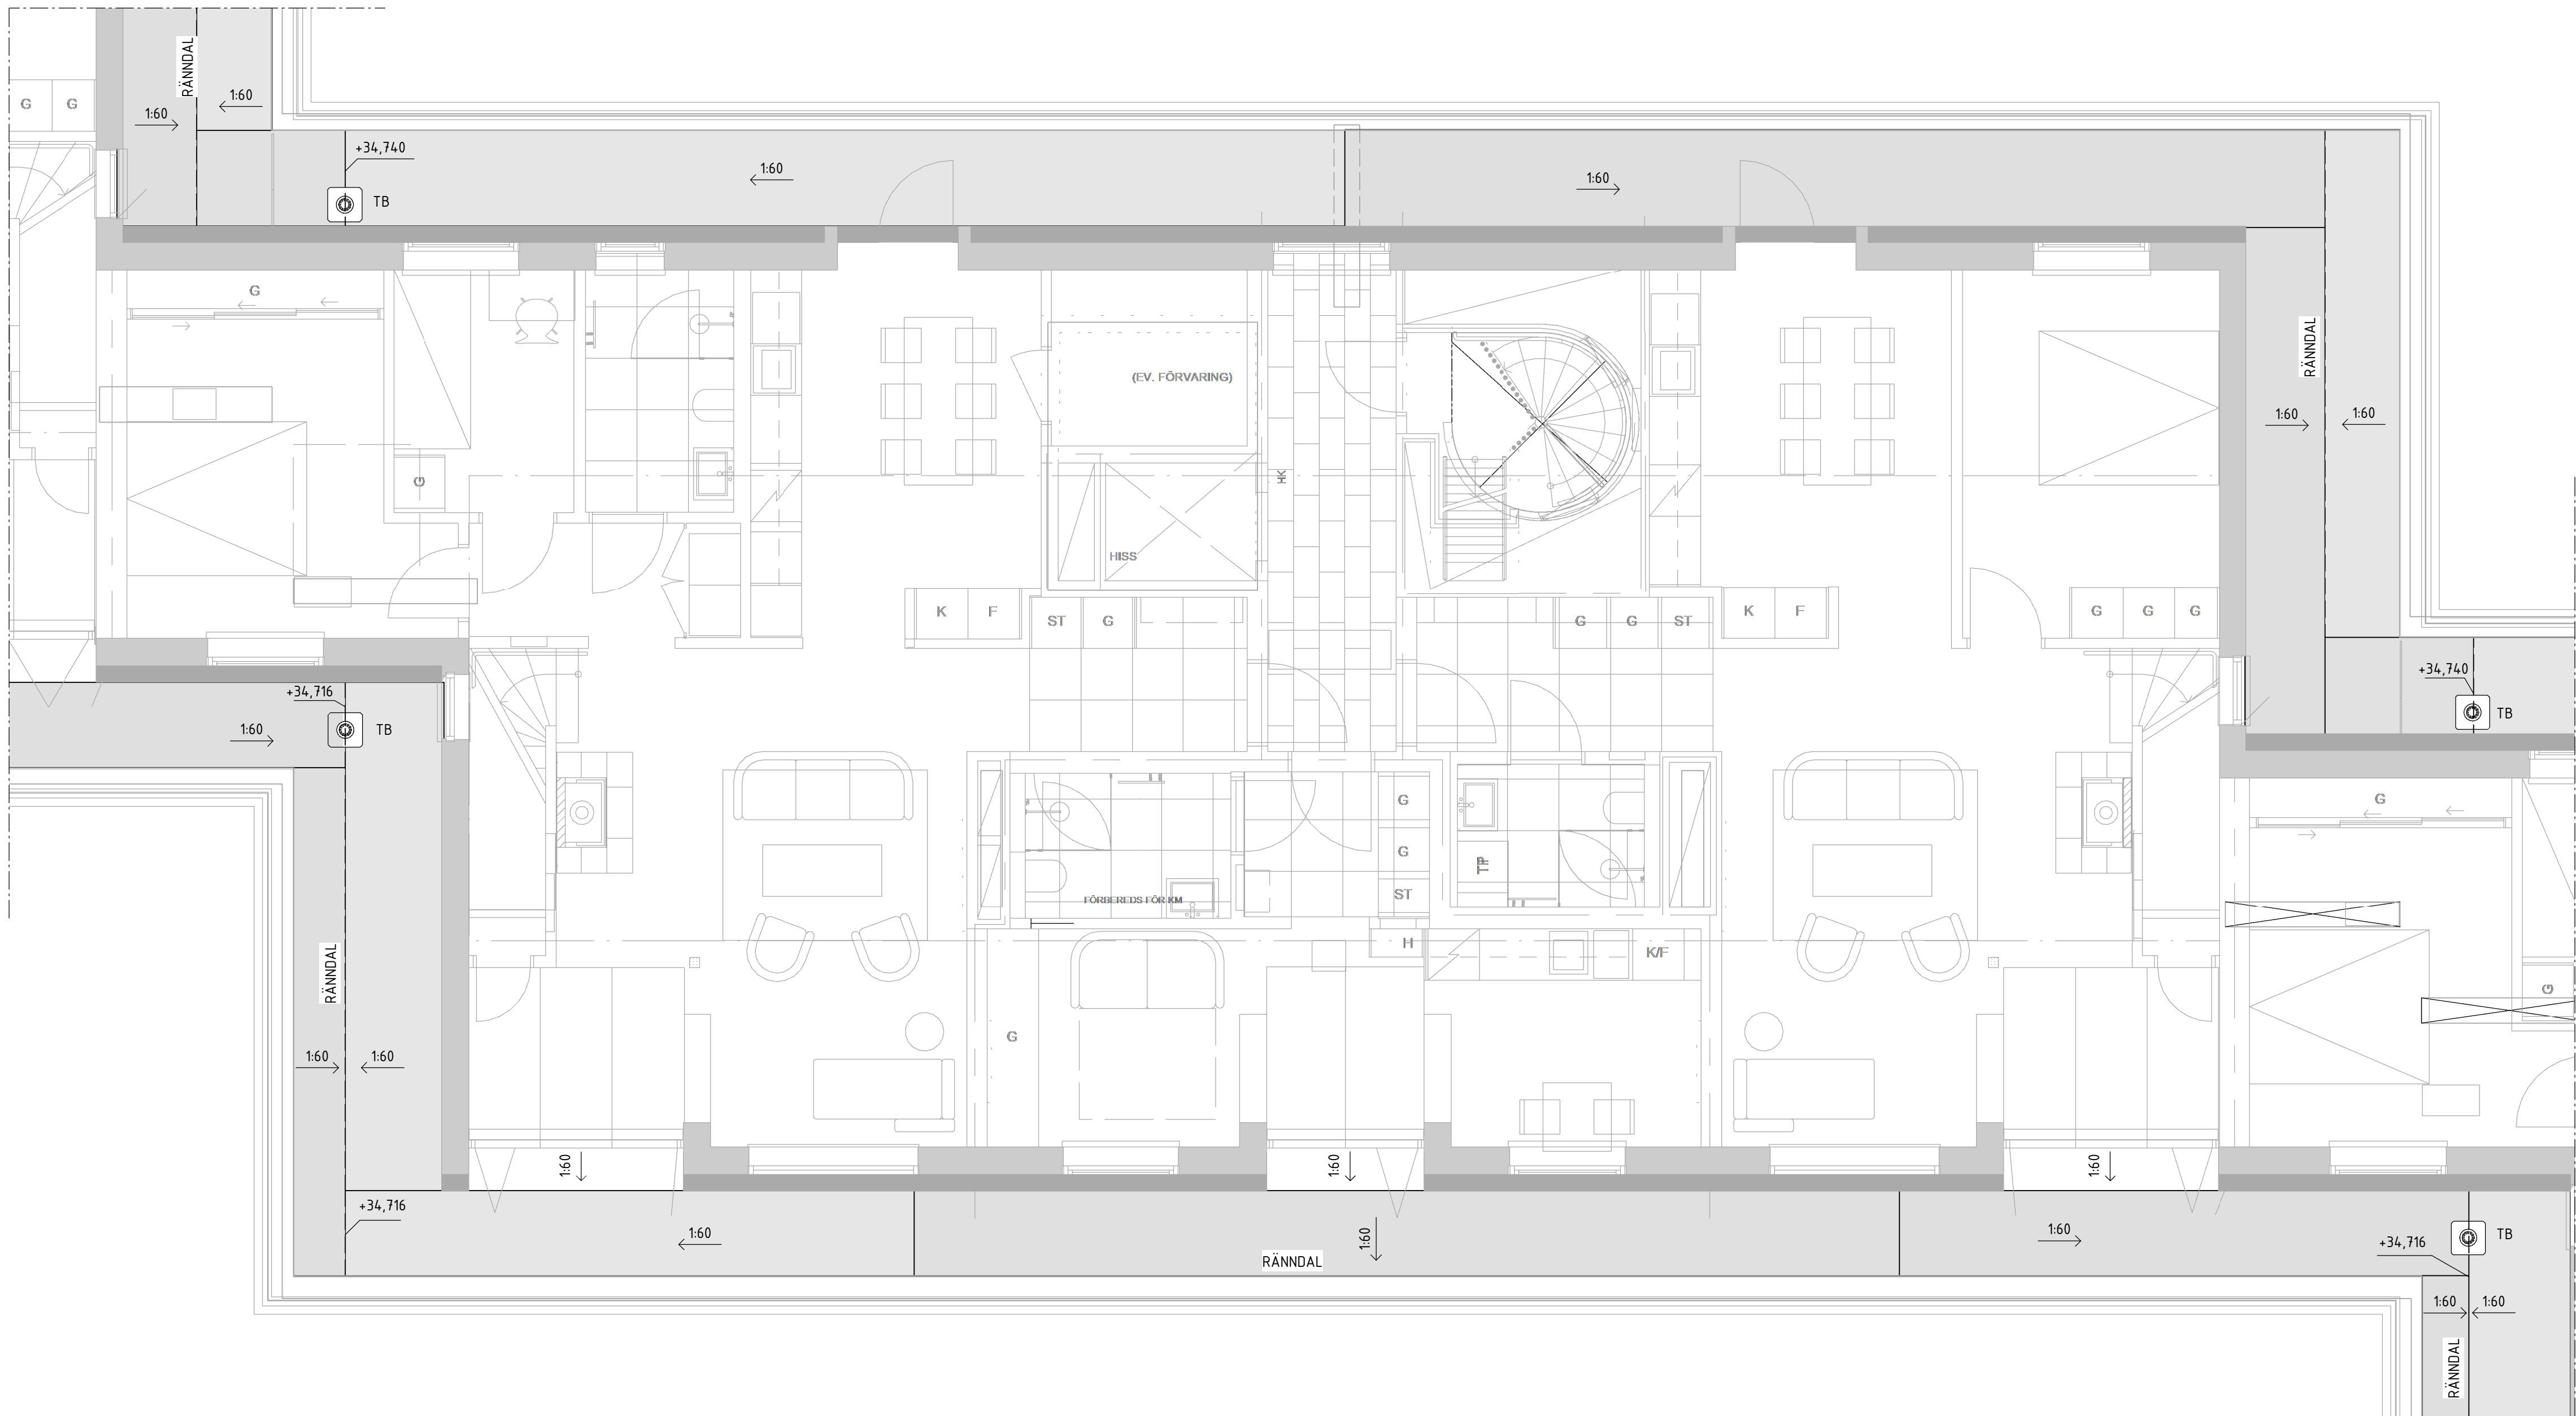 RÄNNDAL
1:60
1:60
G G
+34,740
1:60
1:60
TB
G
(EV. FÖRVARING)
RÄNNDAL
1:60
1:60
G
HK
HISS
K F
ST G
G G ST
K F
G G G
+34,716
TB
1:60
+34,740
TB
G
G
G
TP
ST
FÖRBEREDS FÖR KM
H
K/F
RÄNNDAL
G
G
1:60
1:60
1:60
1:60
1:60
+34,716
1:60
1:60
1:60
RÄNNDAL
+34,716
TB
1:60
1:60
RÄNNDAL